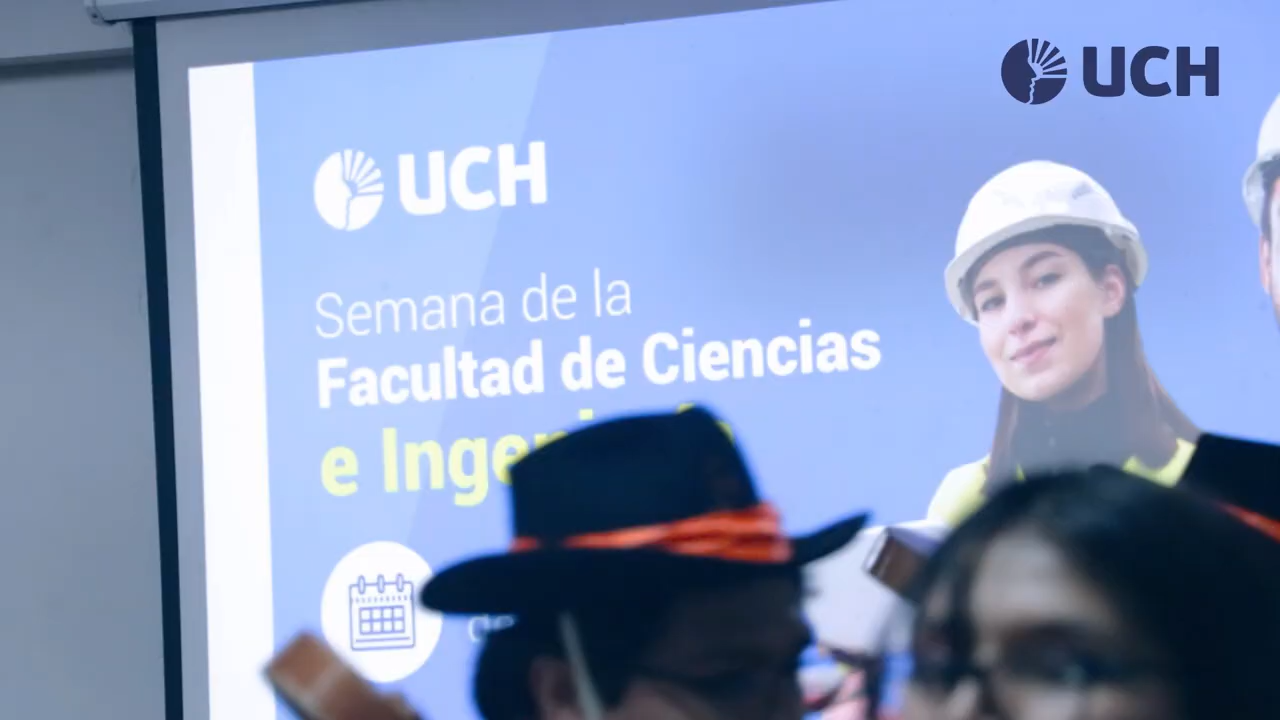 UCH
UCH
Semana de la
Facultad de Ciencias
e